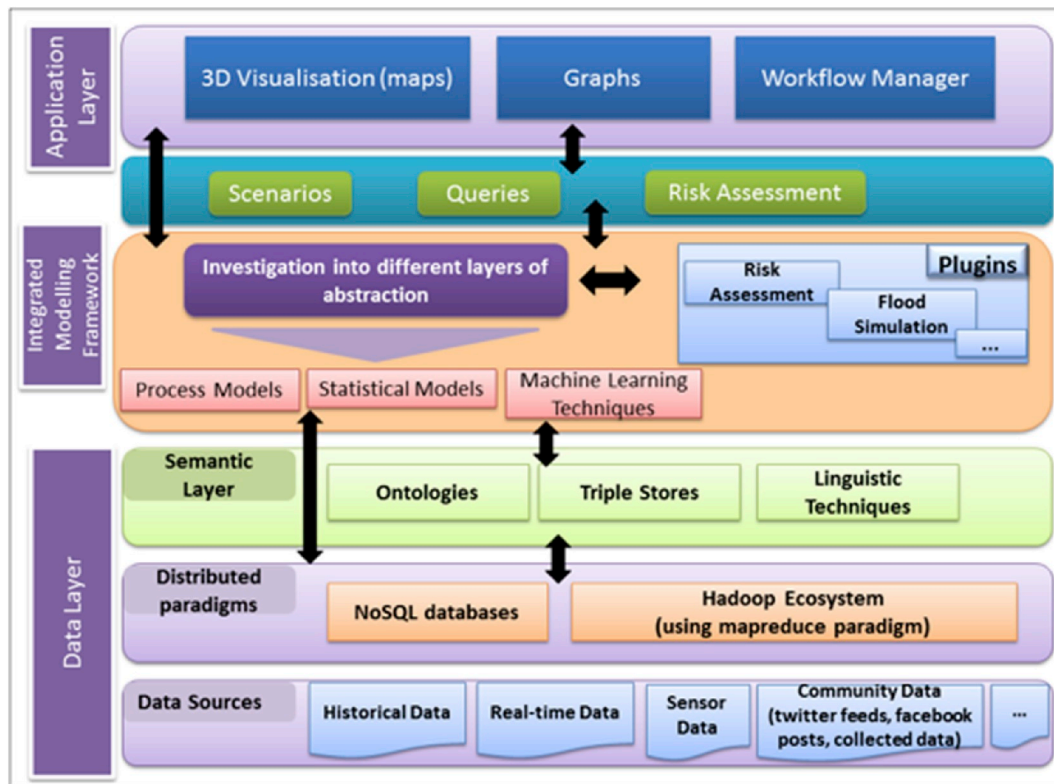 Application
Layer
3D Visualisation (maps)
Graphs
Workflow Manager
Scenarios
Queries
Risk Assessment
Integrated
Modelling
Framework
Investigation into different layers of
abstraction
Plugins
Risk
Assessment
Flood
Simulation
...
Process Models
Statistical Models
Machine Learning
Techniques
Data Layer
Semantic
Layer
Ontologies
Triple Stores
Linguistic
Techniques
Distributed
paradigms
NoSQL databases
Hadoop Ecosystem
(using mapreduce paradigm)
Data Sources
Historical Data
Real-time Data
Sensor
Data
Community Data
(twitter feeds, facebook
posts, collected data)
...